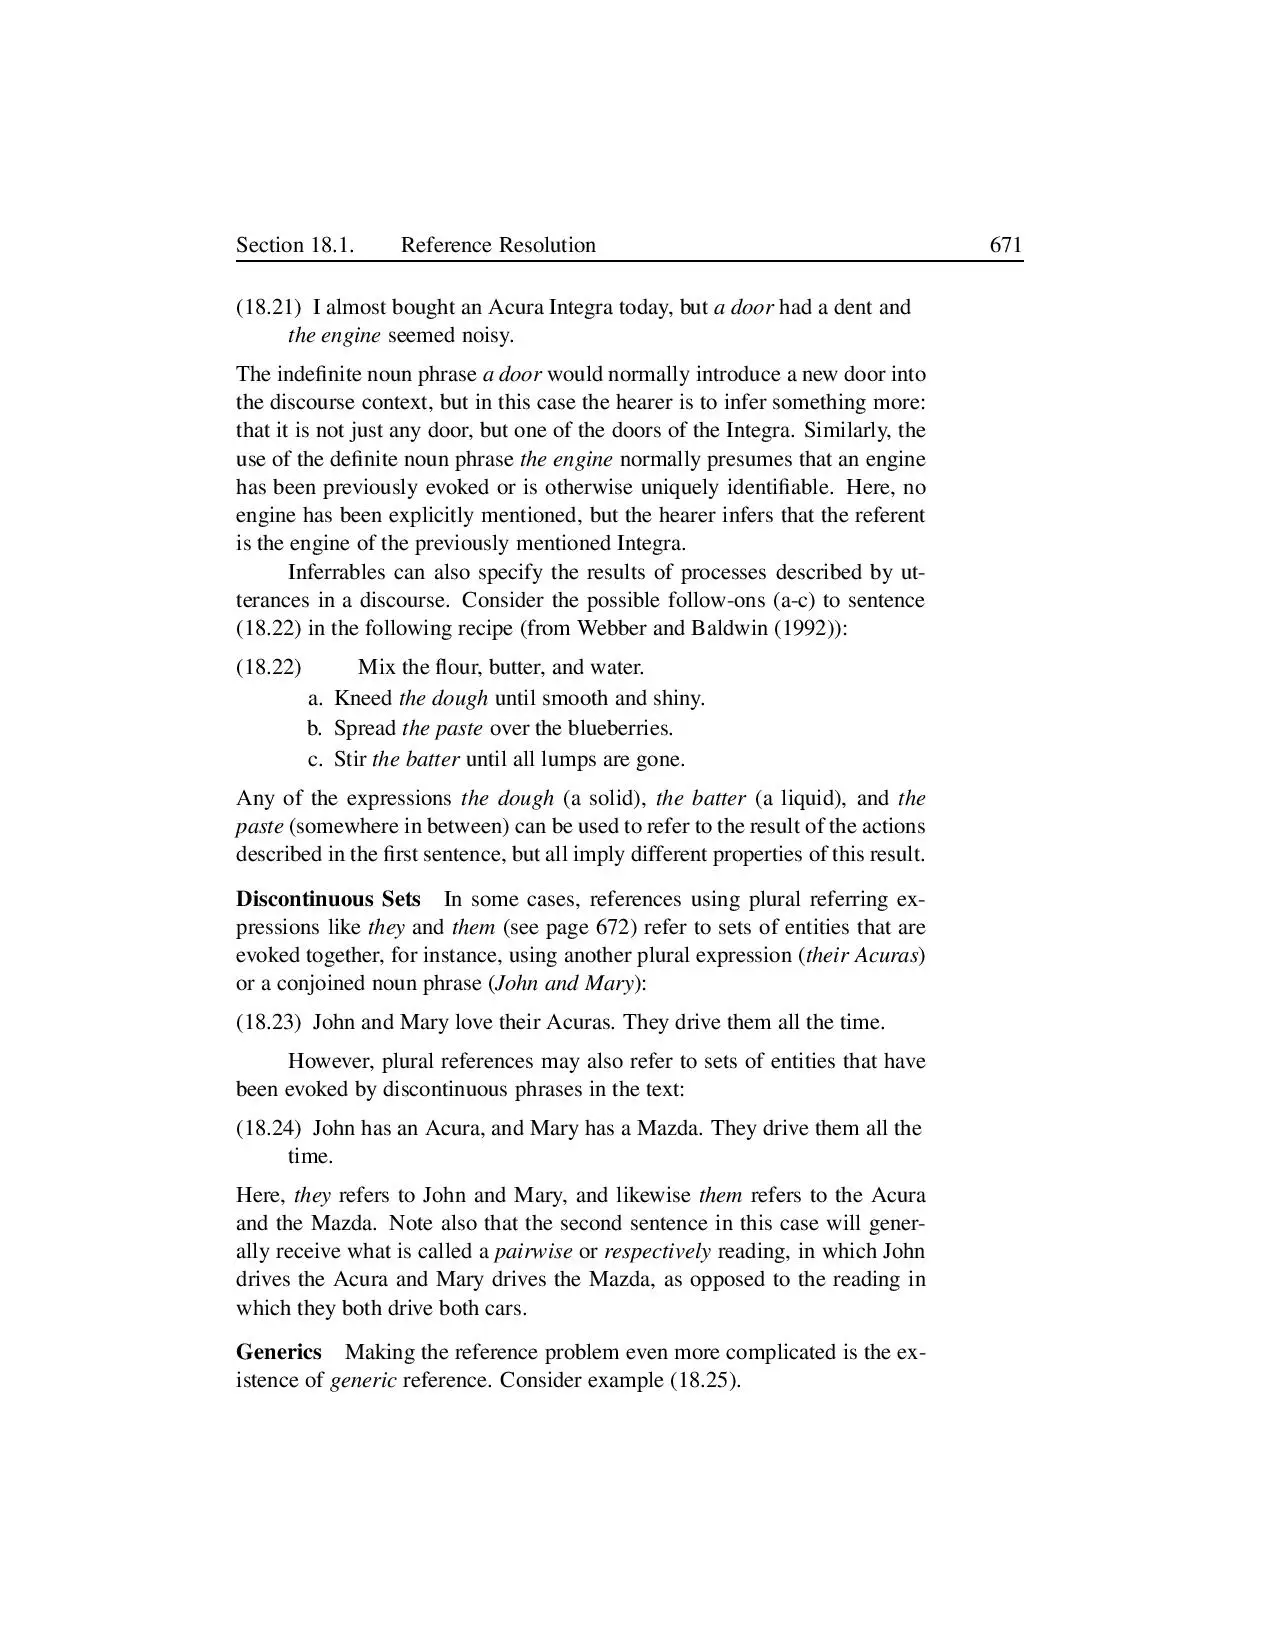 Section 18.1. Reference Resolution 671
(18.21) I almost bought an Acura Integra today, but a door had a dent and
the engine seemed noisy.
The indefinite noun phrase a door would normally introduce a new door into
the discourse context, but in this case the hearer is to infer something more:
that it is not just any door, but one of the doors of the Integra. Similarly, the
use of the definite noun phrase the engine normally presumes that an engine
has been previously evoked or is otherwise uniquely identifiable. Here, no
engine has been explicitly mentioned, but the hearer infers that the referent
is the engine of the previously mentioned Integra.
Inferrables can also specify the results of processes described by ut-
terances in a discourse. Consider the possible follow-ons (a-c) to sentence
(18.22) in the following recipe (from Webber and Baldwin (1992)):
(18.22) Mix the flour, butter, and water.
a. Kneed the dough until smooth and shiny.
b. Spread the paste over the blueberries.
c. Stir the batter until all lumps are gone.
Any of the expressions the dough (a solid), the batter (a liquid), and the
paste (somewhere in between) can be used to refer to the result of the actions
described in the first sentence, but all imply different properties of this result.
Discontinuous Sets In some cases, references using plural referring ex-
pressions like they and them (see page 672) refer to sets of entities that are
evoked together, for instance, using another plural expression (their Acuras)
or a conjoined noun phrase (John and Mary):
(18.23) John and Mary love their Acuras. They drive them all the time.
However, plural references may also refer to sets of entities that have
been evoked by discontinuous phrases in the text:
(18.24) John has an Acura, and Mary has a Mazda. They drive them all the
time.
Here, they refers to John and Mary, and likewise them refers to the Acura
and the Mazda. Note also that the second sentence in this case will gener-
ally receive what is called a pairwise or respectively reading, in which John
drives the Acura and Mary drives the Mazda, as opposed to the reading in
which they both drive both cars.
Generics Making the reference problem even more complicated is the ex-
istence of generic reference. Consider example (18.25).